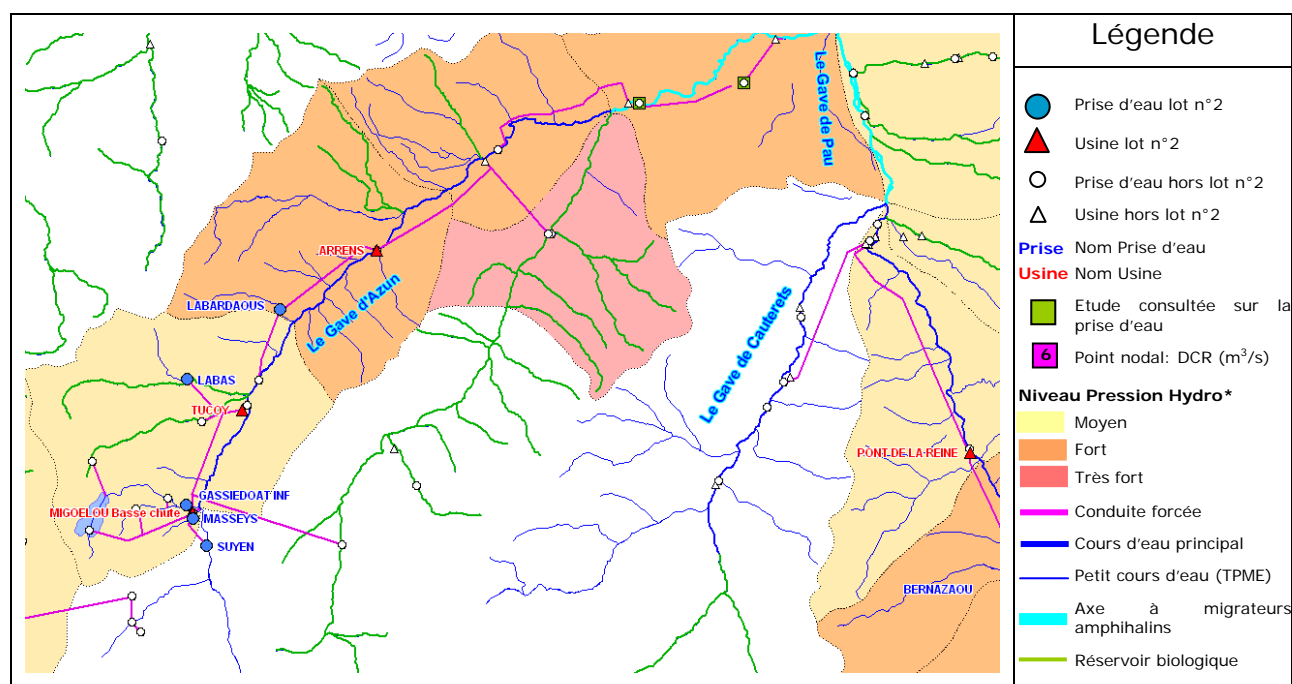 Le Gave de Pau
.ARRENS
LABARDAOUS
Le Gave d'Azun
Le Gave de Cauterets
LABAS
TUCOY
PONT DE LA REINE
GASSIEDOAT INF
MIGOELOU Basse chute
MASSEYS
SUYEN
BERNAZAOU
Légende
Prise d'eau lot n°2
Usine lot n°2
Prise d'eau hors lot n°2
Usine hors lot n°2
Prise Nom Prise d'eau
Usine Nom Usine
Etude consultée sur la
prise d'eau
6 Point nodal: DCR (m³/s)
Niveau Pression Hydro*
Moyen
Fort
Très fort
Conduite forcée
Cours d'eau principal
Petit cours d'eau (TPME)
Axe à migrateurs
amphihalins
Réservoir biologique